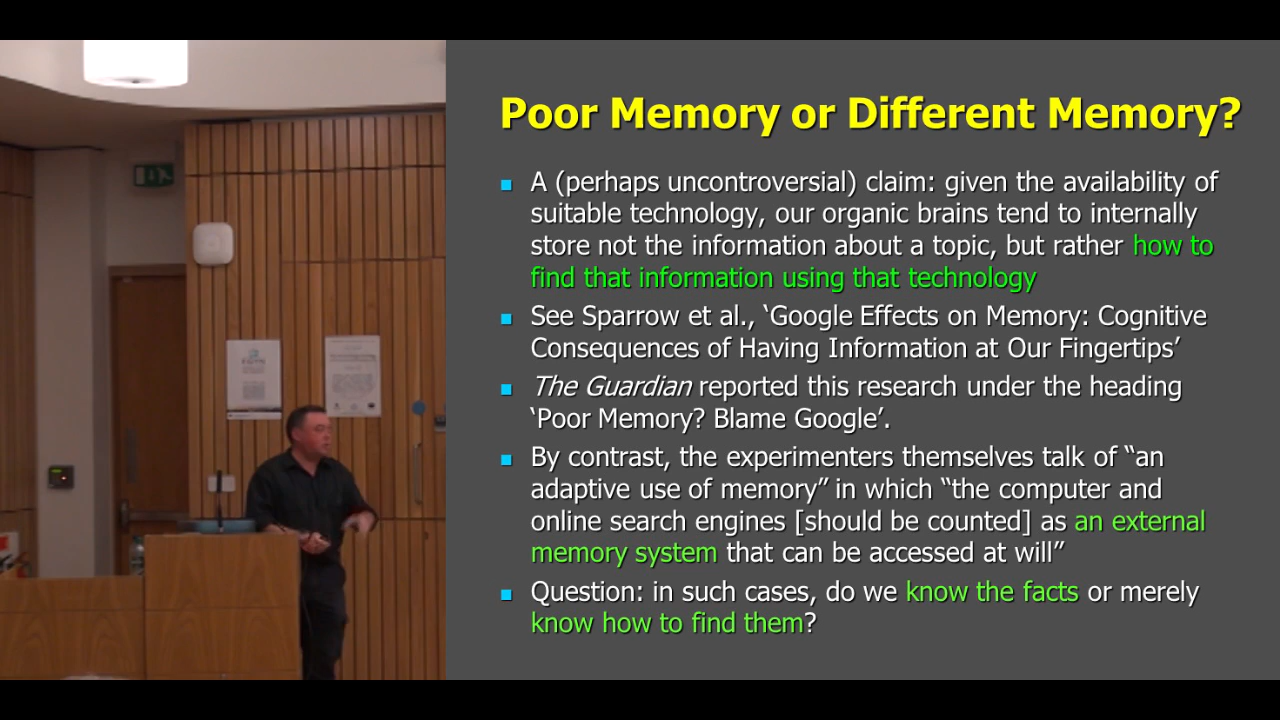 Poor Memory or Different Memory?
A (perhaps uncontroversial) claim: given the availability of
suitable technology, our organic brains tend to internally
store not the information about a topic, but rather how to
find that information using that technology
See Sparrow et al., ‘Google Effects on Memory: Cognitive
Consequences of Having Information at Our Fingertips’
The Guardian reported this research under the heading
‘Poor Memory? Blame Google’.
By contrast, the experimenters themselves talk of “an
adaptive use of memory” in which “the computer and
online search engines [should be counted] as an external
memory system that can be accessed at will”
Question: in such cases, do we know the facts or merely
know how to find them?